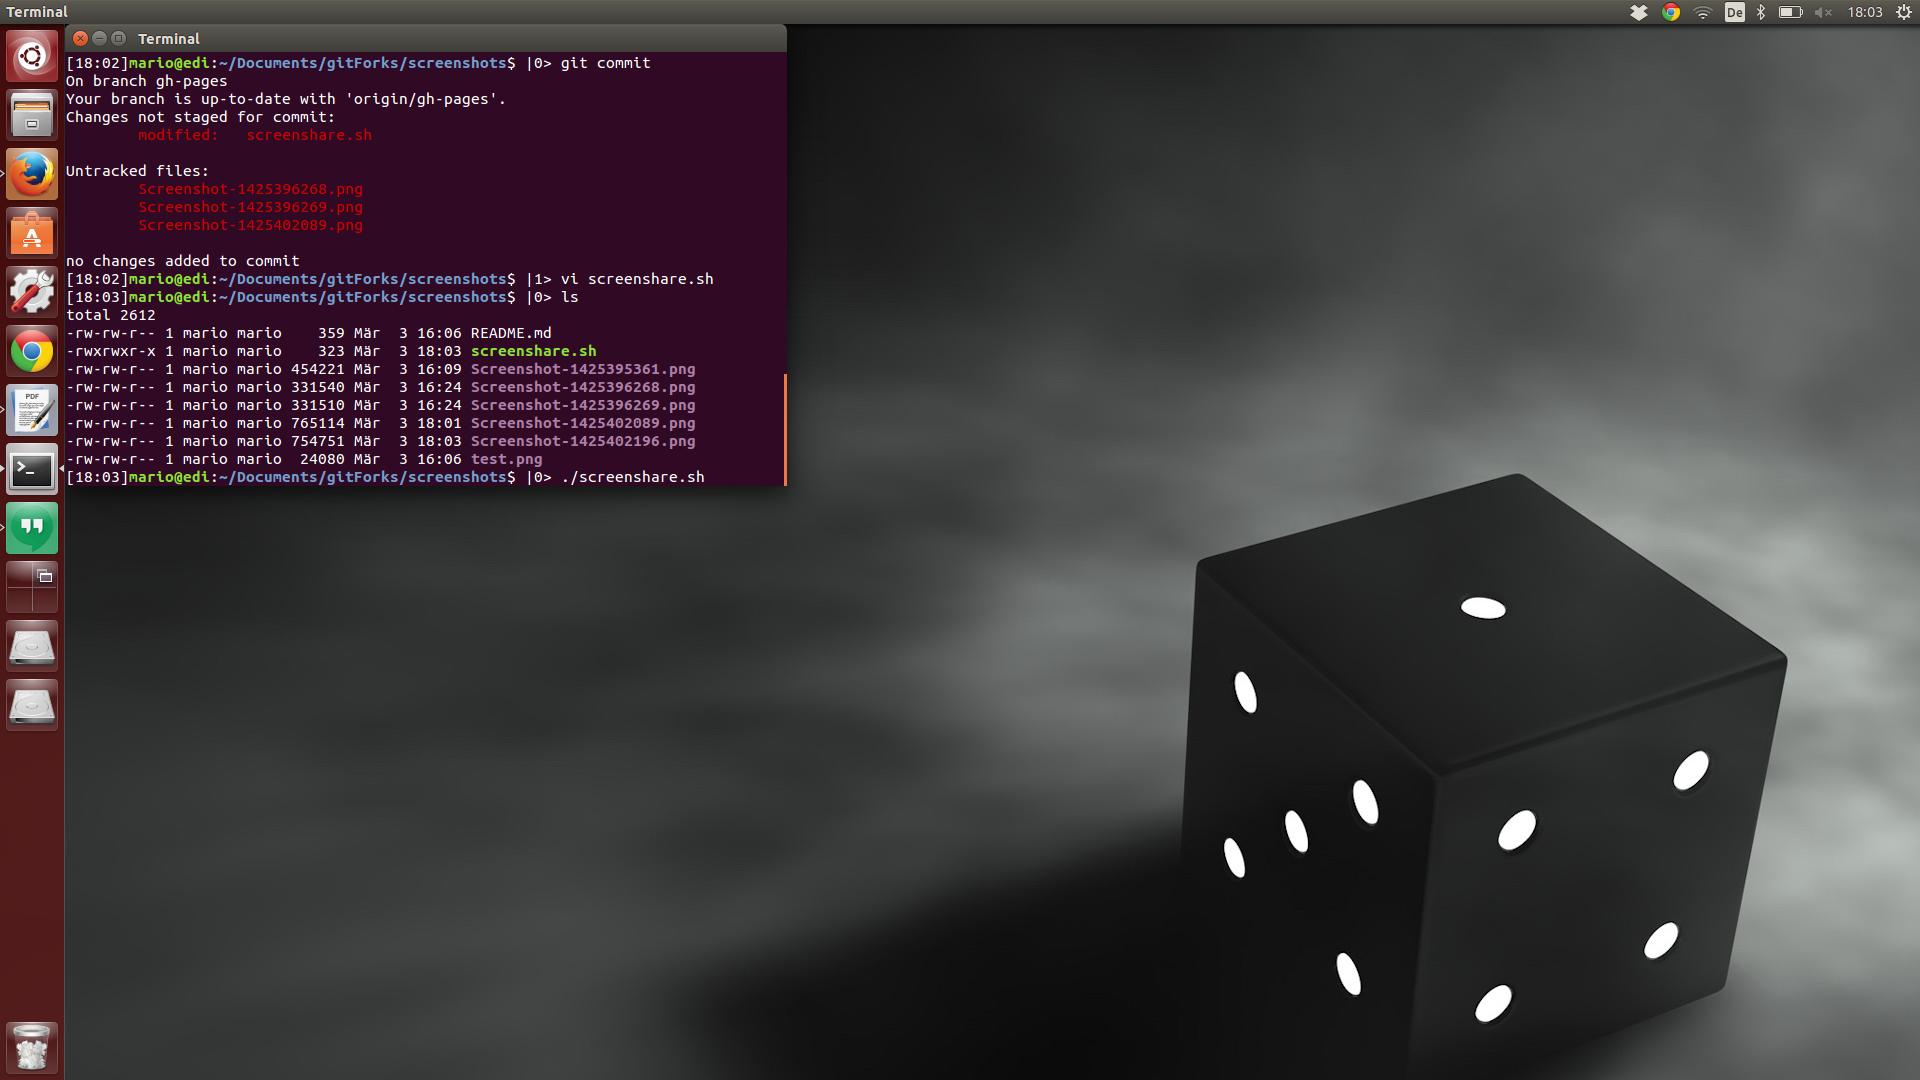 Terminal
De
18:03
Terminal
[18:02]mario@edi:~/Documents/gitForks/screenshots$ |0> git commit
On branch gh-pages
Your branch is up-to-date with 'origin/gh-pages'.
Changes not staged for commit:
modified:   screenshare.sh
Untracked files:
Screenshot-1425396268.png
Screenshot-1425396269.png
Screenshot-1425402089.png
no changes added to commit
[18:02]mario@edi:~/Documents/gitForks/screenshots$ |1> vi screenshare.sh
[18:03]mario@edi:~/Documents/gitForks/screenshots$ |0> ls
total 2612
-rw-rw-r-- 1 mario mario    359 Mär  3 16:06 README.md
-rwxrwxr-x 1 mario mario    323 Mär  3 18:03 screenshare.sh
-rw-rw-r-- 1 mario mario 454221 Mär  3 16:09 Screenshot-1425395361.png
-rw-rw-r-- 1 mario mario 331540 Mär  3 16:24 Screenshot-1425396268.png
-rw-rw-r-- 1 mario mario 331510 Mär  3 16:24 Screenshot-1425396269.png
-rw-rw-r-- 1 mario mario 765114 Mär  3 18:01 Screenshot-1425402089.png
-rw-rw-r-- 1 mario mario 754751 Mär  3 18:03 Screenshot-1425402196.png
-rw-rw-r-- 1 mario mario  24080 Mär  3 16:06 test.png
[18:03]mario@edi:~/Documents/gitForks/screenshots$ |0> ./screenshare.sh
PDF